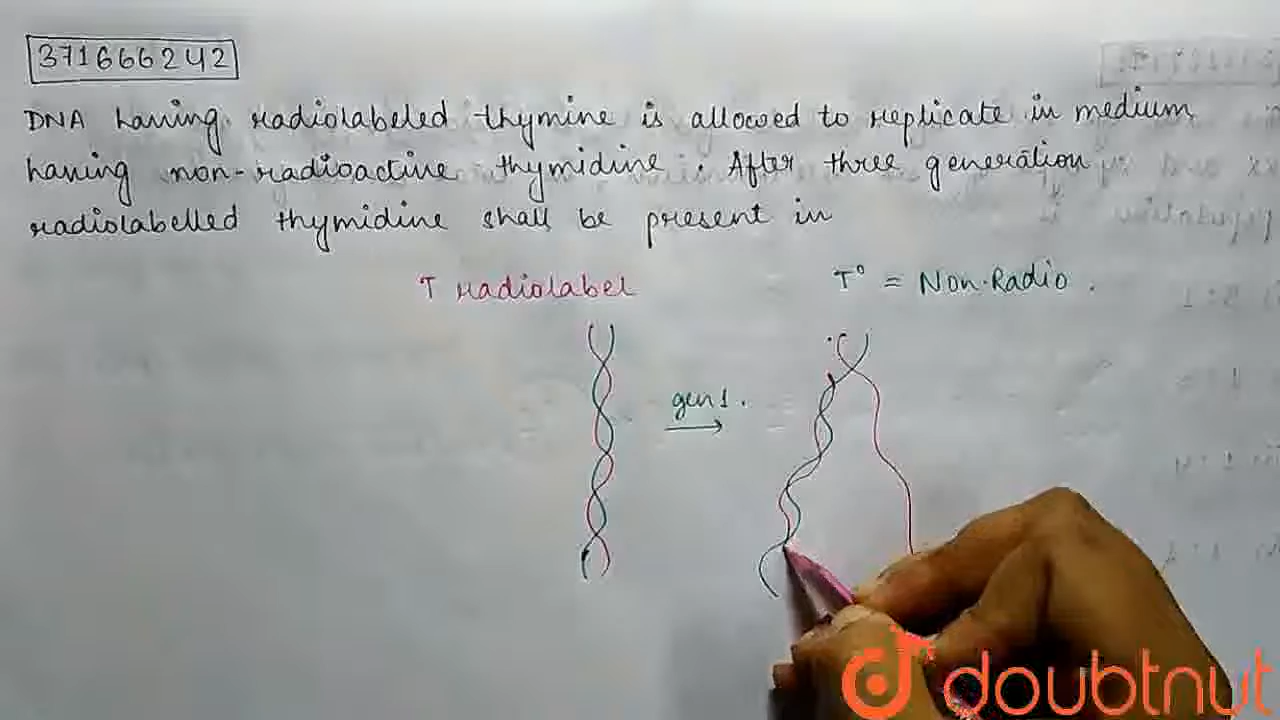 371666242
DNA having radiolabeled thymine is allowed to replicate in medium
having non-radioactive thymidine. After three generation
radiolabelled thymidine shall be present in
T radiolabel
T° = Non-Radio.
gen 1.
doubtnut